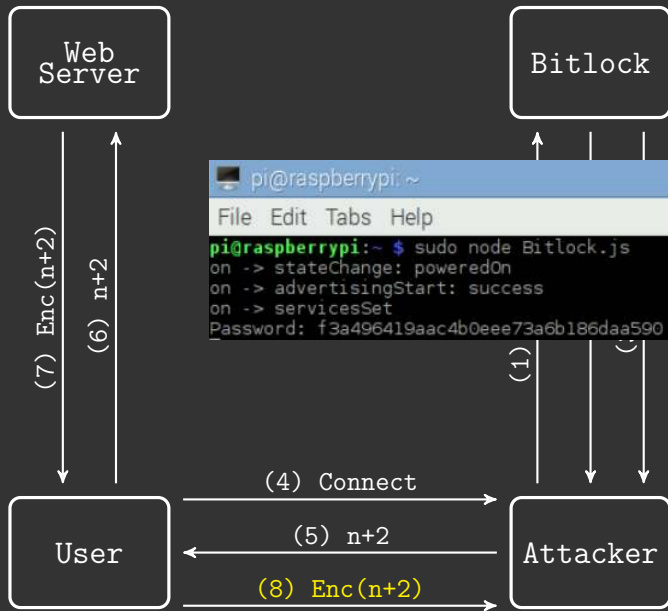 Web
Server
Bitlock
pi@raspberrypi: ~
File Edit Tabs Help
pi@raspberrypi:~ $ sudo node Bitlock.js
on -> stateChange: poweredOn
on -> advertisingStart: success
on -> servicesSet
Password: f3a496419aac4b0eee73a6b186daa590
(7) Enc(n+2)
(6) n+2
(1)
(4) Connect
(5) n+2
(8) Enc(n+2)
User
Attacker